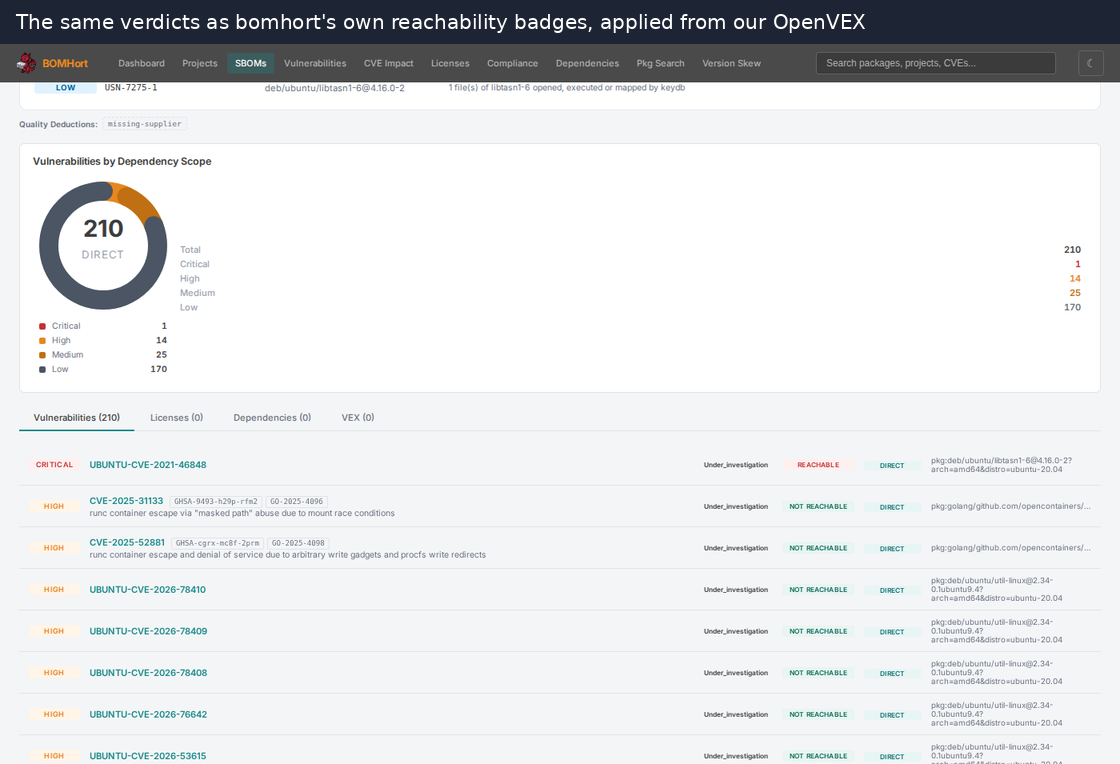 The same verdicts as bomhort's own reachability badges, applied from our OpenVEX
BOMHort Dashboard Projects SBOMs Vulnerabilities CVE Impact Licenses Compliance Dependencies Pkg Search Version Skew Search packages, projects, CVEs...
LOW USN-7275-1 deb/ubuntu/libtasn1-6@4.16.0-2 1 file(s) of libtasn1-6 opened, executed or mapped by keydb
Quality Deductions: missing-supplier
Vulnerabilities by Dependency Scope
210
DIRECT
Total 210
Critical 1
High 14
Medium 25
Low 170
Critical 1
High 14
Medium 25
Low 170
Vulnerabilities (210) Licenses (0) Dependencies (0) VEX (0)
CRITICAL UBUNTU-CVE-2021-46848 Under_investigation REACHABLE DIRECT pkg:deb/ubuntu/libtasn1-6@4.16.0-2?
arch=amd64&distro=ubuntu-20.04
HIGH CVE-2025-31133 GHSA-9493-h29p-rfm2 GO-2025-4096 Under_investigation NOT REACHABLE DIRECT pkg:golang/github.com/opencontainers/...
runc container escape via "masked path" abuse due to mount race conditions
HIGH CVE-2025-52881 GHSA-cgrx-mc8f-2prm GO-2025-4098 Under_investigation NOT REACHABLE DIRECT pkg:golang/github.com/opencontainers/...
runc container escape and denial of service due to arbitrary write gadgets and procfs write redirects
HIGH UBUNTU-CVE-2026-78410 Under_investigation NOT REACHABLE DIRECT pkg:deb/ubuntu/util-linux@2.34-
0.1ubuntu9.4?
arch=amd64&distro=ubuntu-20.04
HIGH UBUNTU-CVE-2026-78409 Under_investigation NOT REACHABLE DIRECT pkg:deb/ubuntu/util-linux@2.34-
0.1ubuntu9.4?
arch=amd64&distro=ubuntu-20.04
HIGH UBUNTU-CVE-2026-78408 Under_investigation NOT REACHABLE DIRECT pkg:deb/ubuntu/util-linux@2.34-
0.1ubuntu9.4?
arch=amd64&distro=ubuntu-20.04
HIGH UBUNTU-CVE-2026-76642 Under_investigation NOT REACHABLE DIRECT pkg:deb/ubuntu/util-linux@2.34-
0.1ubuntu9.4?
arch=amd64&distro=ubuntu-20.04
HIGH UBUNTU-CVE-2026-53615 Under_investigation NOT REACHABLE DIRECT pkg:deb/ubuntu/util-linux@2.34-
0.1ubuntu9.4?
arch=amd64&distro=ubuntu-20.04